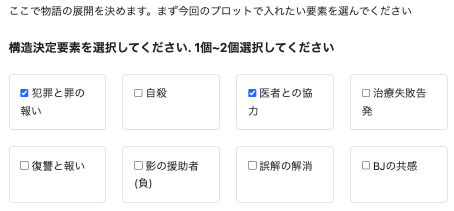 ここで物語の展開を決めます。まず今回のプロットで入れたい要素を選んでください
構造決定要素を選択してください. 1個~2個選択してください
犯罪と罪の
報い
自殺
医者との協
力
治療失敗告
発
復讐と報い
影の援助者
(負)
誤解の解消
BJの共感